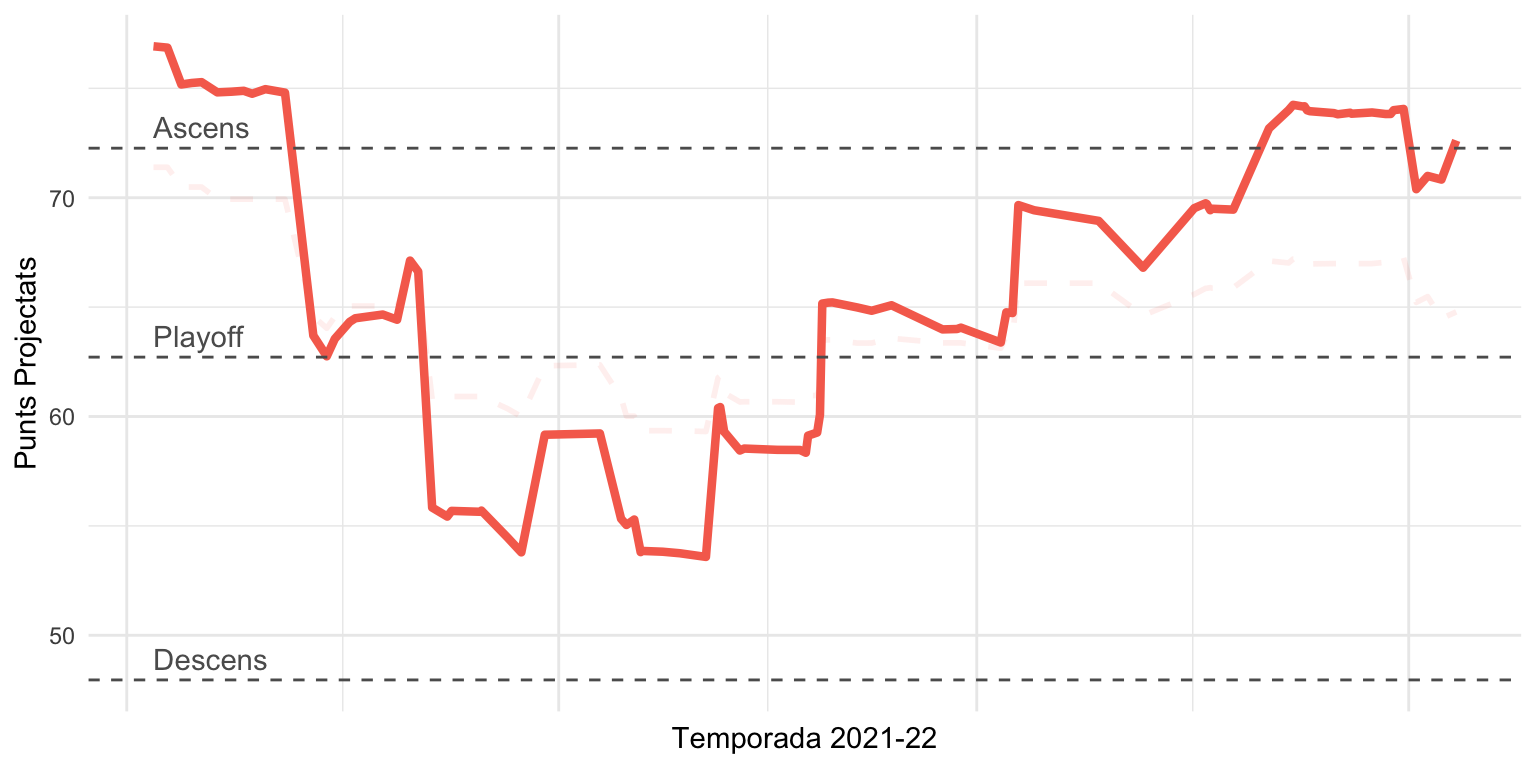 Ascens
70
Playoff
60
50
Descens
Punts Projectats
Temporada 2021-22